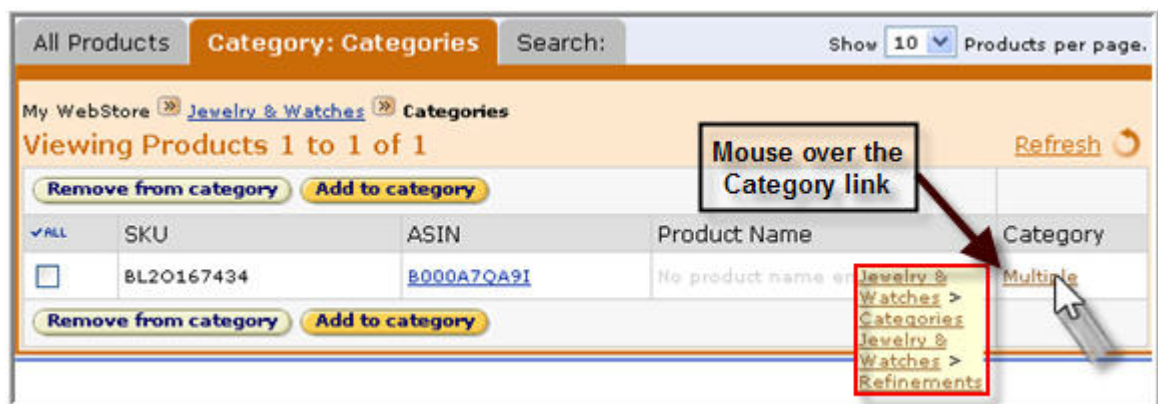 All Products Category: Categories Search: Show 10 Products per page.
My WebStore Jewelry & Watches Categories
Viewing Products 1 to 1 of 1
Refresh
Mouse over the
Category link
Remove from category Add to category
ALL SKU ASIN Product Name Category
BL2O167434 B000A7QA9I No product name en Multiple
Jewelry &
Watches >
Categories
Jewelry &
Watches >
Refinements
Remove from category Add to category